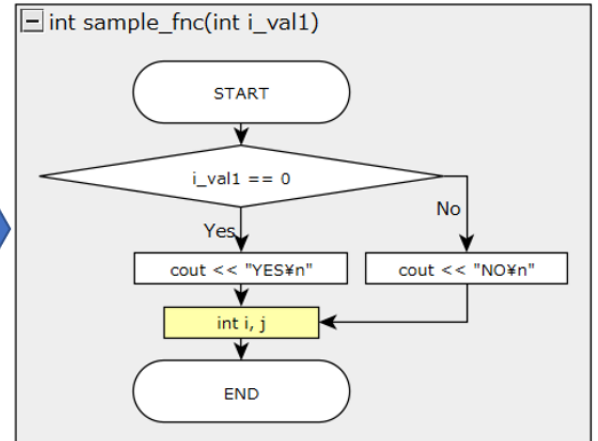 int sample_fnc(int i_val1)
START
i_val1 == 0
Yes
No
cout << "YES¥n"
cout << "NO¥n"
int i, j
END